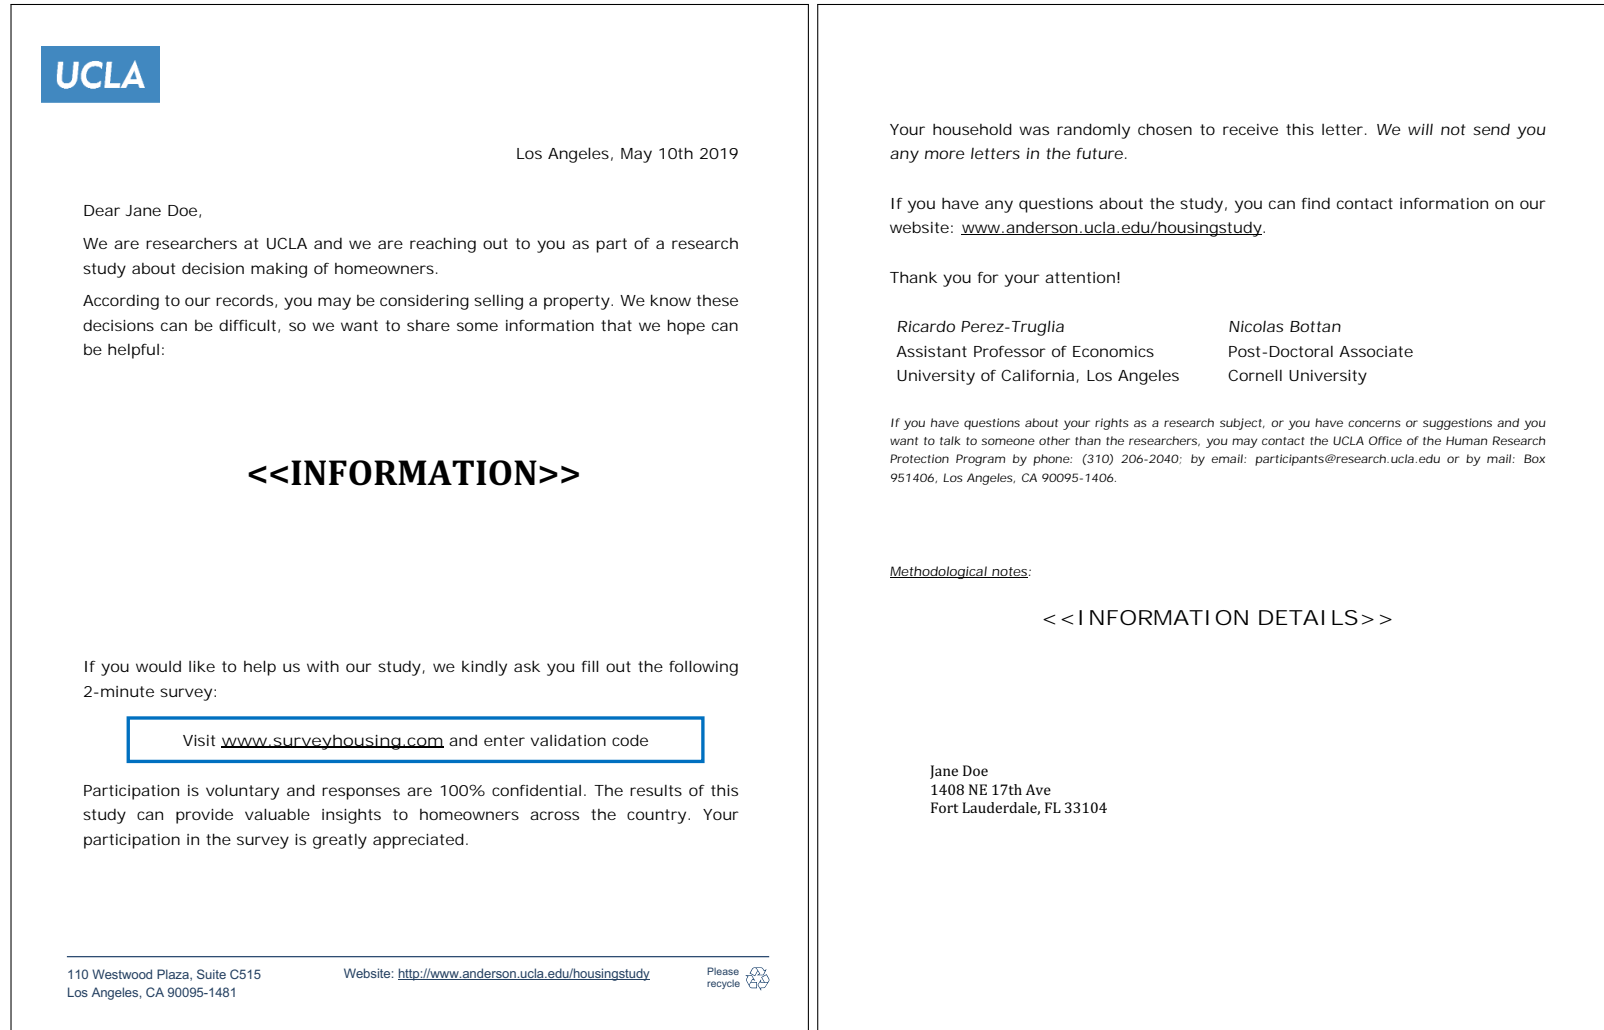 UCLA
Los Angeles, May 10th 2019
Dear Jane Doe,
We are researchers at UCLA and we are reaching out to you as part of a research
study about decision making of homeowners.
According to our records, you may be considering selling a property. We know these
decisions can be difficult, so we want to share some information that we hope can
be helpful:
<<INFORMATION>>
If you would like to help us with our study, we kindly ask you fill out the following
2-minute survey:
Visit www.surveyhousing.com and enter validation code
Participation is voluntary and responses are 100% confidential. The results of this
study can provide valuable insights to homeowners across the country. Your
participation in the survey is greatly appreciated.
110 Westwood Plaza, Suite C515
Los Angeles, CA 90095-1481
Website: http://www.anderson.ucla.edu/housingstudy
Please
recycle
Your household was randomly chosen to receive this letter. We will not send you
any more letters in the future.
If you have any questions about the study, you can find contact information on our
website: www.anderson.ucla.edu/housingstudy.
Thank you for your attention!
Ricardo Perez-Truglia
Assistant Professor of Economics
University of California, Los Angeles
Nicolas Bottan
Post-Doctoral Associate
Cornell University
If you have questions about your rights as a research subject, or you have concerns or suggestions and you
want to talk to someone other than the researchers, you may contact the UCLA Office of the Human Research
Protection Program by phone: (310) 206-2040; by email: participants@research.ucla.edu or by mail: Box
951406, Los Angeles, CA 90095-1406.
Methodological notes:
<<INFORMATION DETAILS>>
Jane Doe
1408 NE 17th Ave
Fort Lauderdale, FL 33104